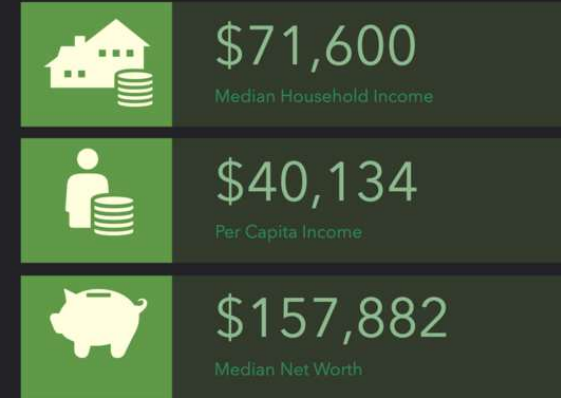 $71,600
Median Household Income
$40,134
Per Capita Income
$157,882
Median Net Worth